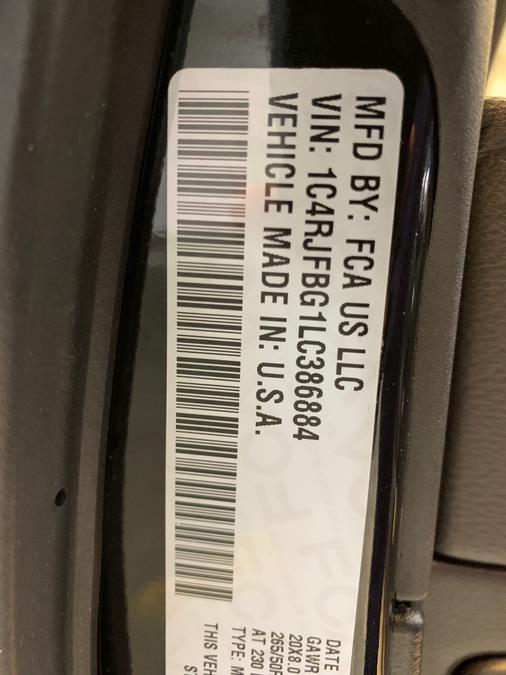 MFD BY: FCA US LLC
VIN: 1C4RJFBG1LC386884
VEHICLE MADE IN: U.S.A.
DATE
GAWR
20X8.0
265/50R
AT 230
TYPE:
THIS VEH